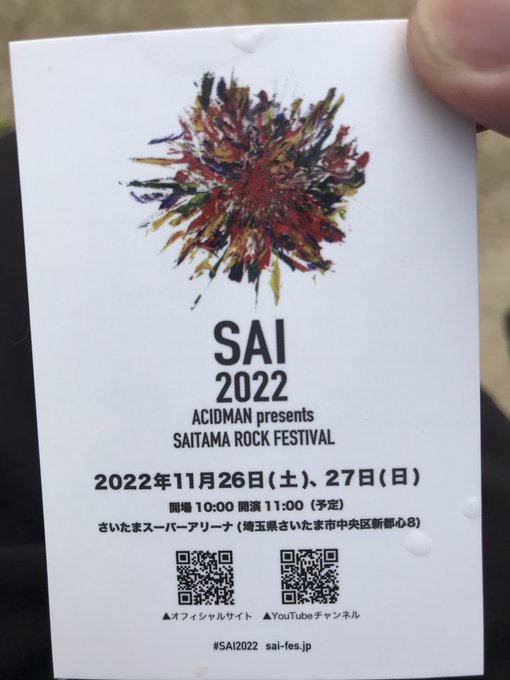 SAI
2022
ACIDMAN presents
SAITAMA ROCK FESTIVAL
2022年11月26日(土)、27日(日)
開場 10:00 開演 11:00（予定）
さいたまスーパーアリーナ (埼玉県さいたま市中央区新都心8)
▲オフィシャルサイト ▲YouTubeチャンネル
#SAI2022 sai-fes.jp